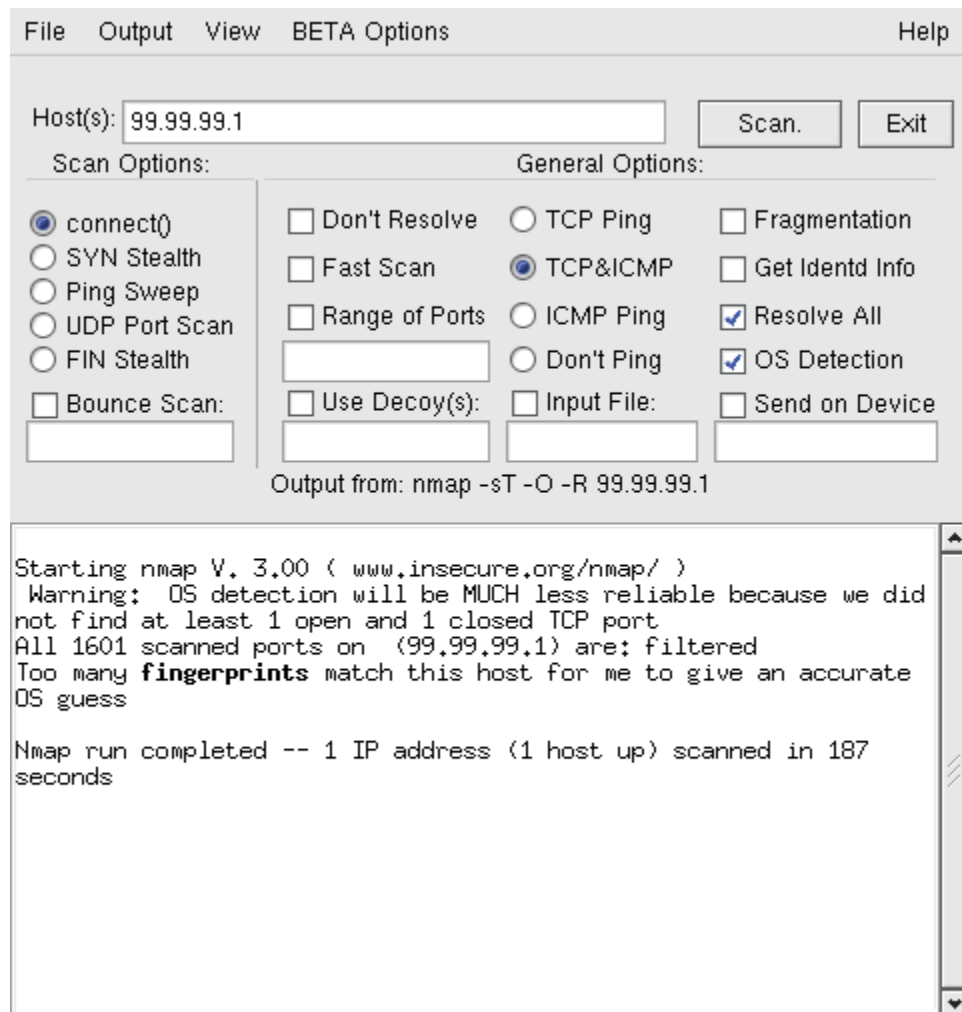 File Output View BETA Options Help
Host(s): 99.99.99.1 Scan. Exit
Scan Options: General Options:
connect() Don't Resolve TCP Ping Fragmentation
SYN Stealth Fast Scan TCP&ICMP Get Identd Info
Ping Sweep Range of Ports ICMP Ping Resolve All
UDP Port Scan Don't Ping OS Detection
FIN Stealth
Bounce Scan: Use Decoy(s): Input File: Send on Device
Output from: nmap -sT -O -R 99.99.99.1
Starting nmap V. 3.00 ( www.insecure.org/nmap/ )
Warning: OS detection will be MUCH less reliable because we did
not find at least 1 open and 1 closed TCP port
All 1601 scanned ports on (99.99.99.1) are: filtered
Too many fingerprints match this host for me to give an accurate
OS guess
Nmap run completed -- 1 IP address (1 host up) scanned in 187
seconds